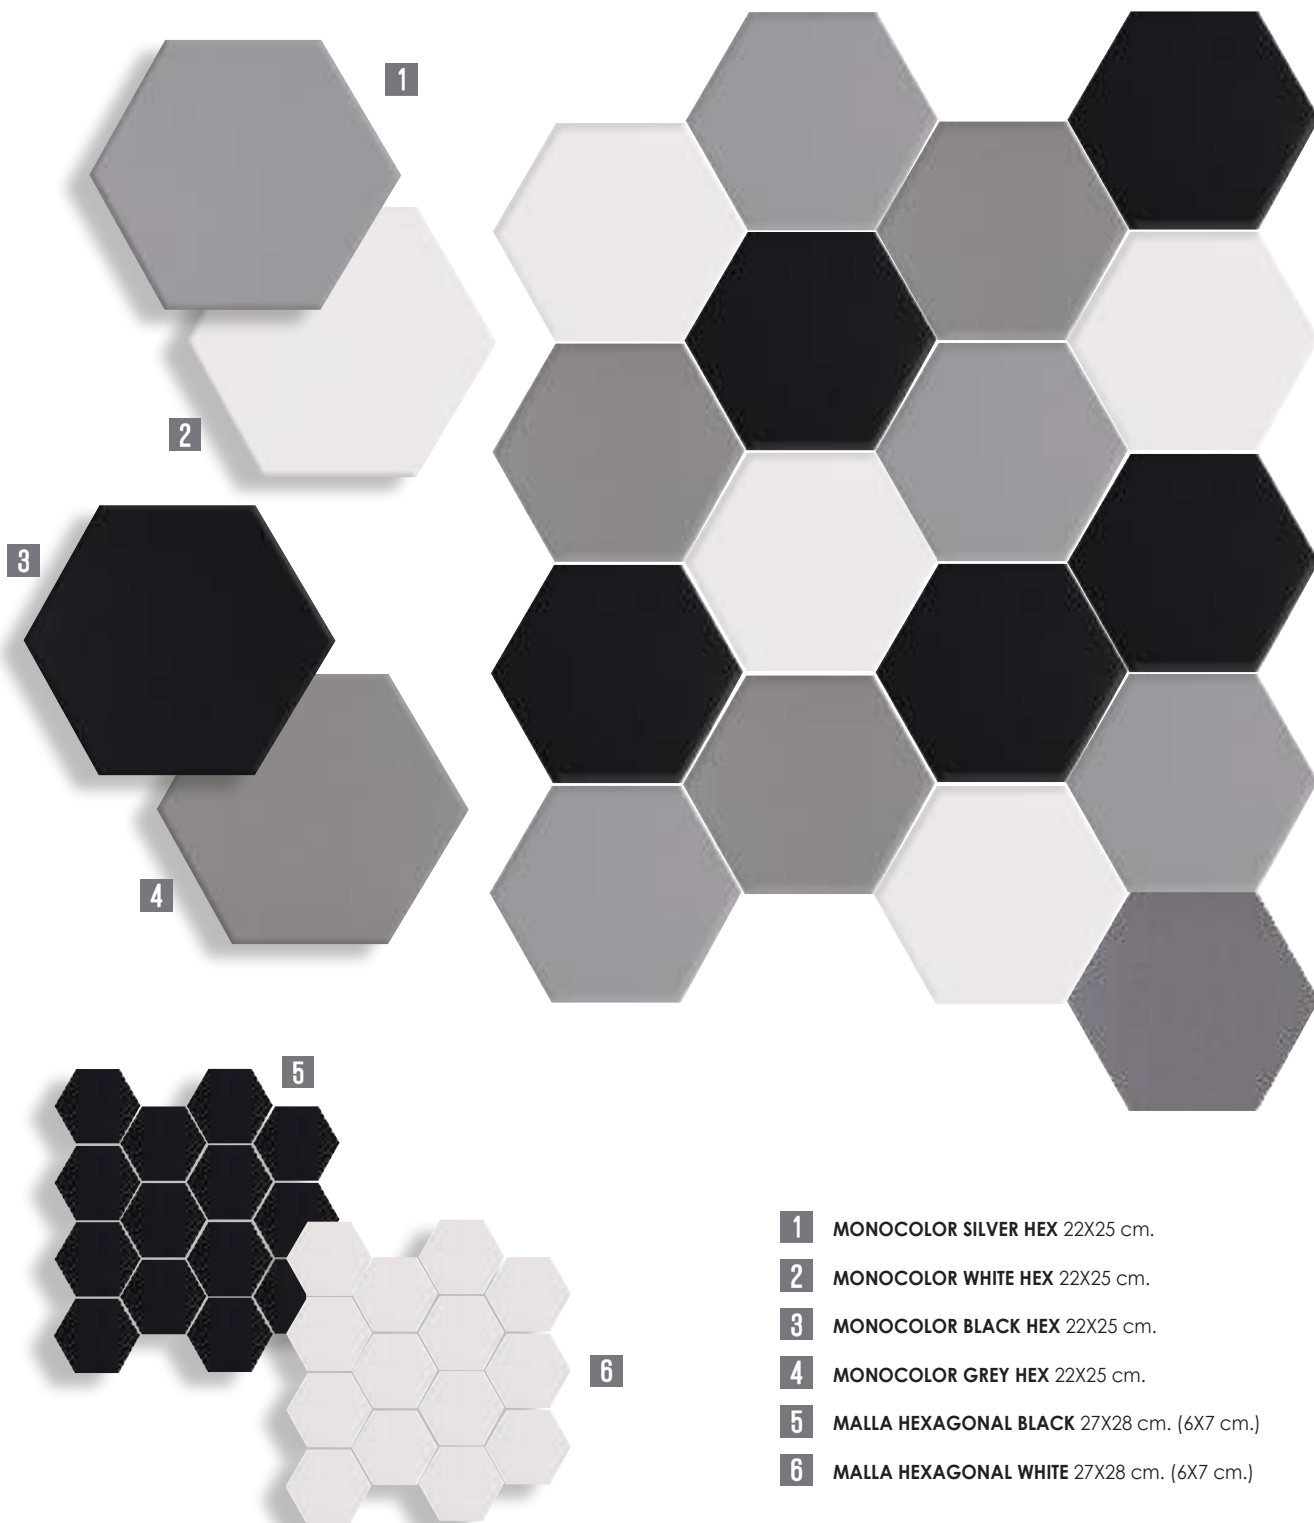 1
2
3
4
5
6
1 MONOCOLOR SILVER HEX 22X25 cm.
2 MONOCOLOR WHITE HEX 22X25 cm.
3 MONOCOLOR BLACK HEX 22X25 cm.
4 MONOCOLOR GREY HEX 22X25 cm.
5 MALLA HEXAGONAL BLACK 27X28 cm. (6X7 cm.)
6 MALLA HEXAGONAL WHITE 27X28 cm. (6X7 cm.)